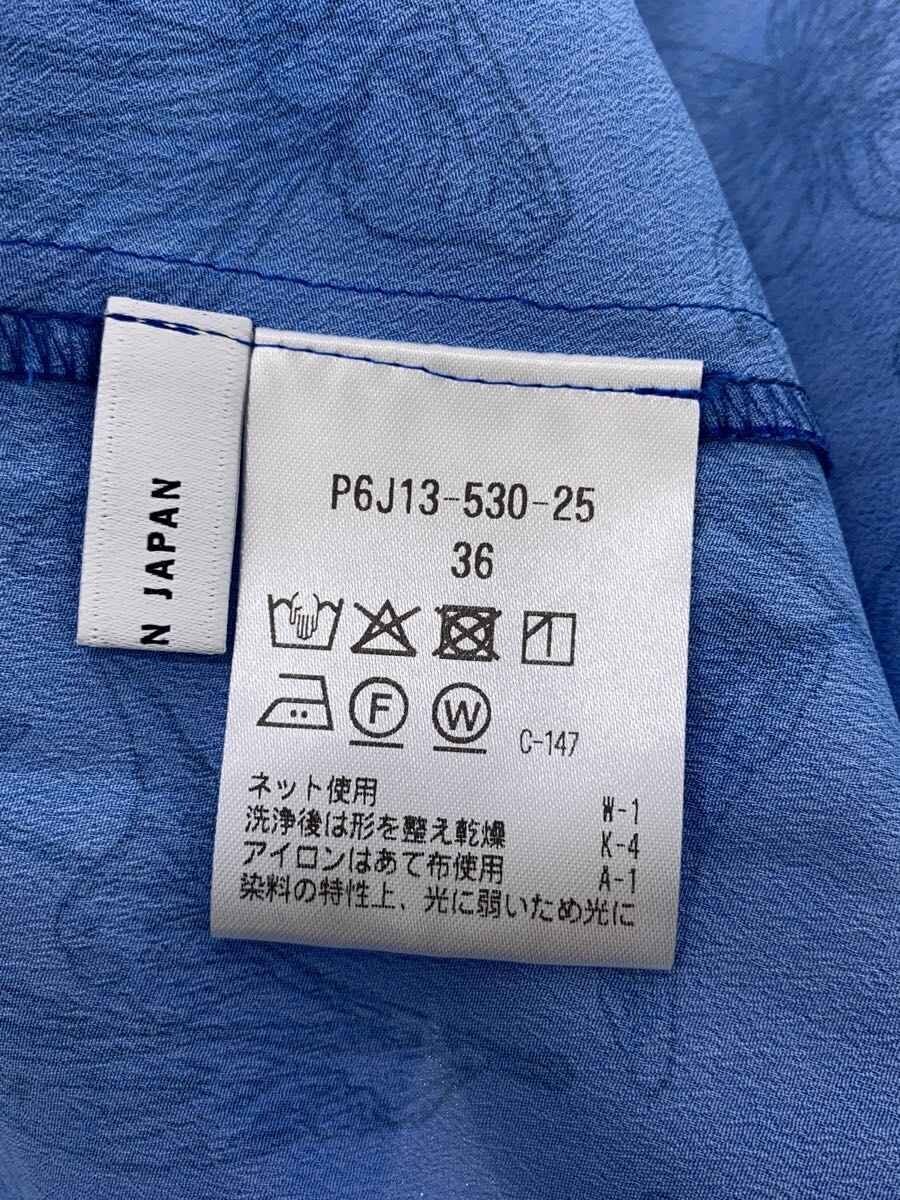 N JAPAN
P6J13-530-25
36
F W C-147
ネット使用 W-1
洗浄後は形を整え乾燥 K-4
アイロンはあて布使用 A-1
染料の特性上、光に弱いため光に